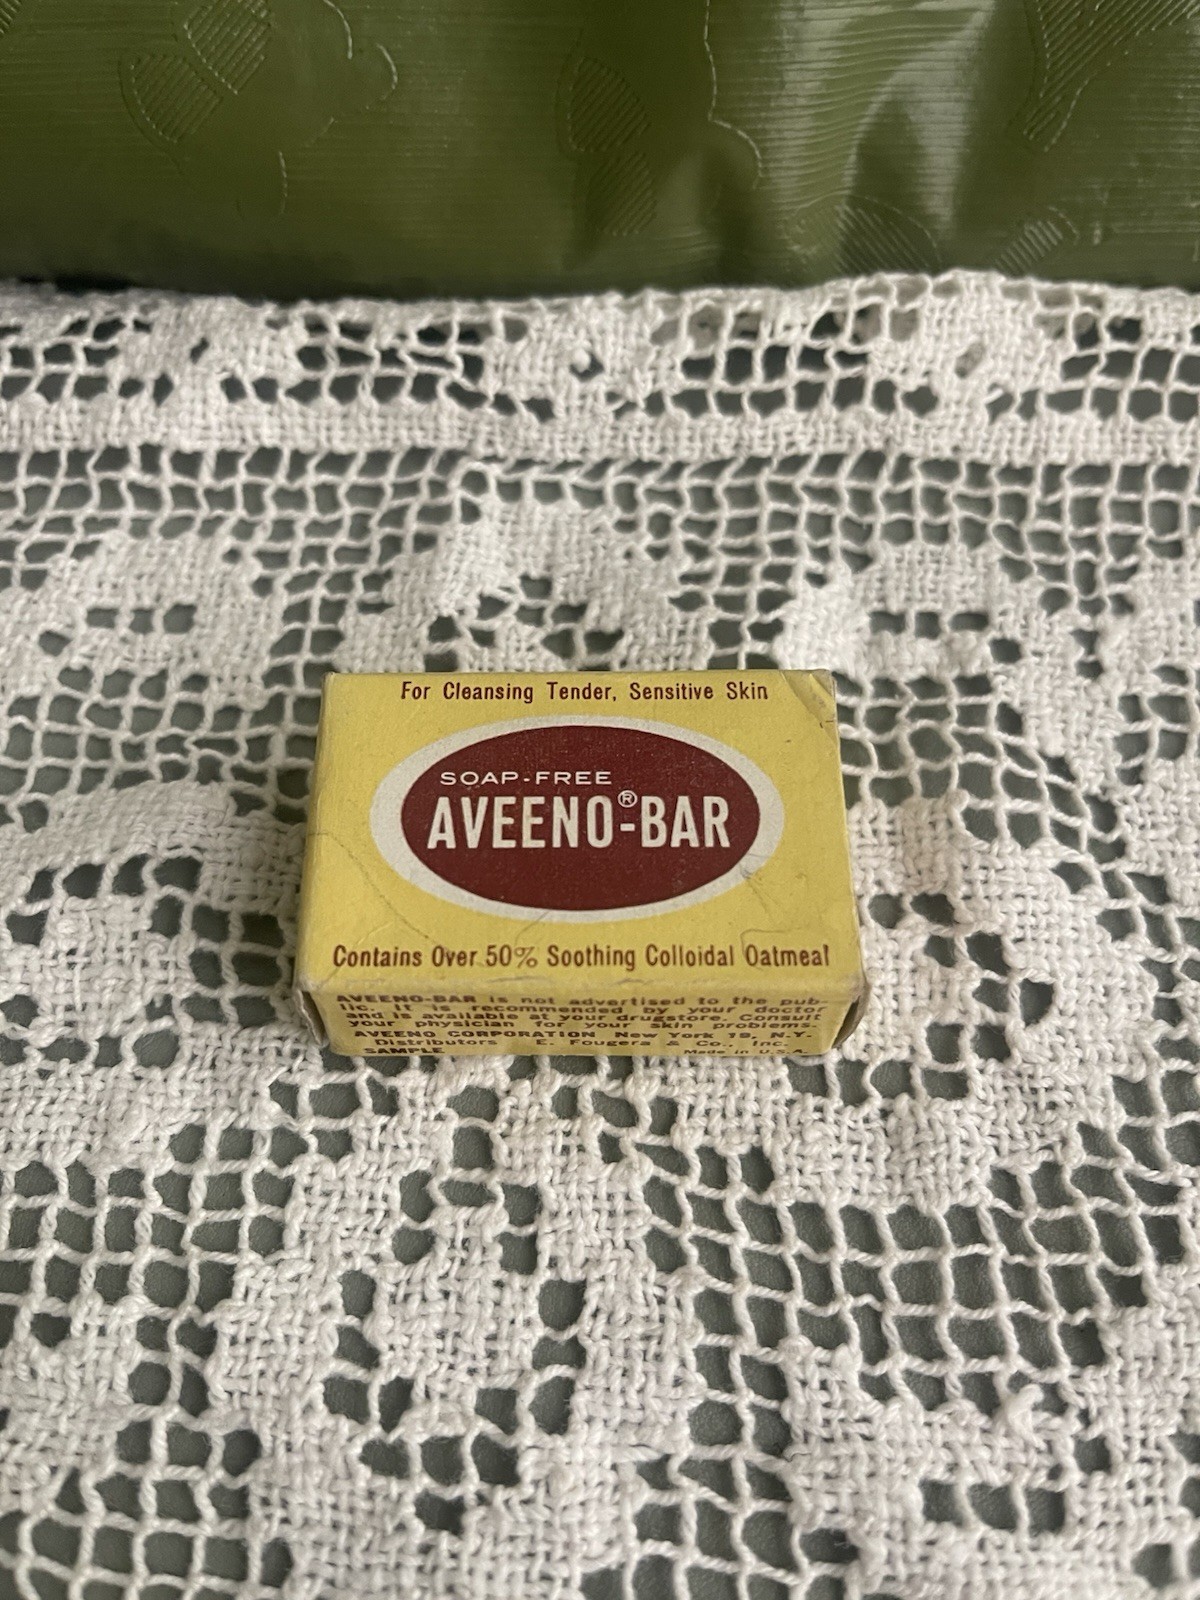 For Cleansing Tender, Sensitive Skin
SOAP-FREE
AVEENO®-BAR
Contains Over 50% Soothing Colloidal Oatmeal
AVEENO-BAR is not advertised to the pub-
lic. It is recommended by your doctor
and is available at your drugstore. Consult
your physician for your skin problems.
AVEENO CORPORATION New York 19, N.Y.
Distributors E. Fougera & Co., Inc.
SAMPLE Made in U.S.A.